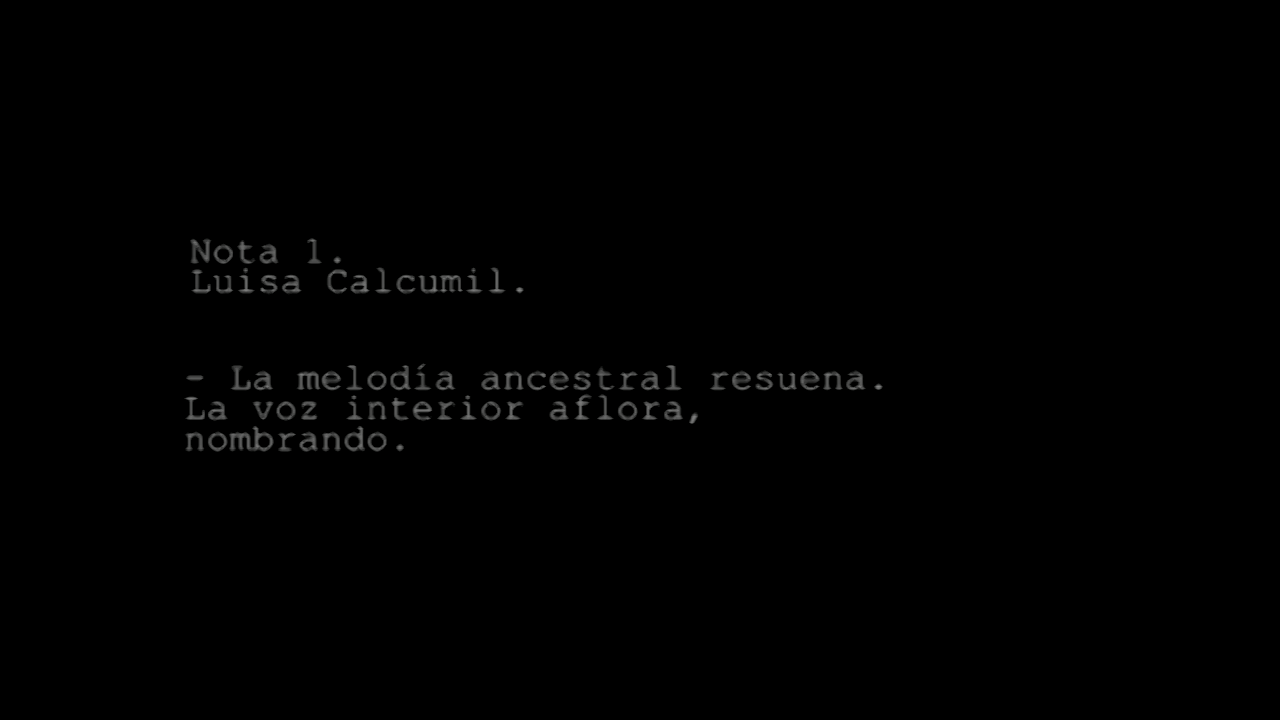 Nota 1.
Luisa Calcumil.
- La melodía ancestral resuena.
La voz interior aflora,
nombrando.